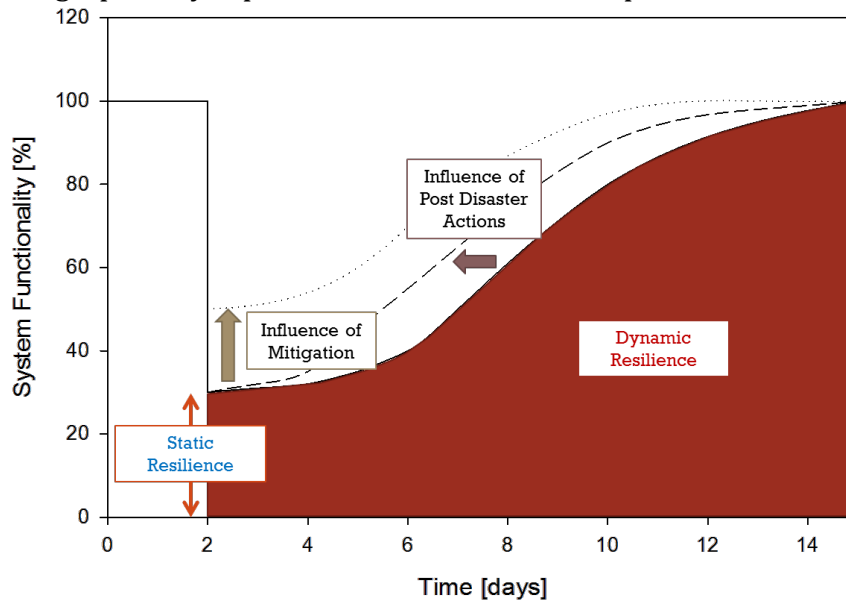 120
100
80
60
40
20
0
System Functionality [%]
Influence of
Post Disaster
Actions
Influence of
Mitigation
Dynamic
Resilience
Static
Resilience
0 2 4 6 8 10 12 14
Time [days]